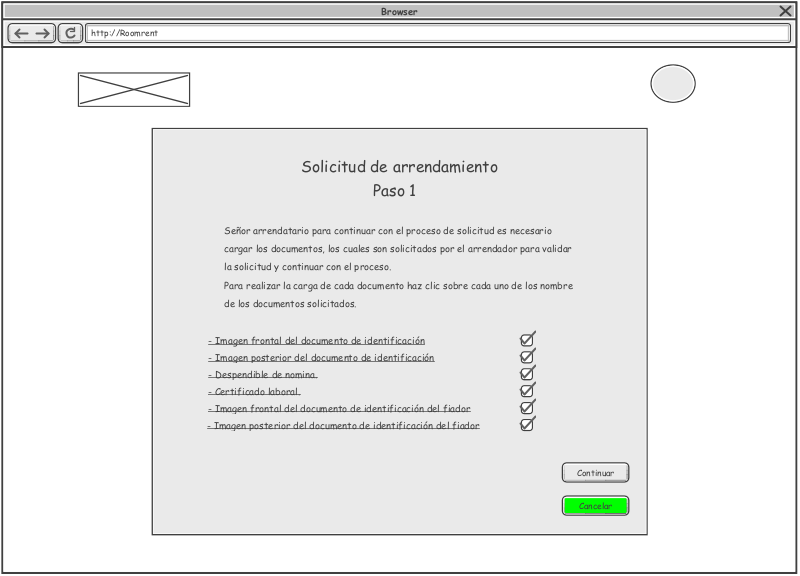 Browser
http://Roomrent
Solicitud de arrendamiento
Paso 1
Señor arrendatario para continuar con el proceso de solicitud es necesario
cargar los documentos, los cuales son solicitados por el arrendador para validar
la solicitud y continuar con el proceso.
Para realizar la carga de cada documento haz clic sobre cada uno de los nombre
de los documentos solicitados.
- Imagen frontal del documento de identificación
- Imagen posterior del documento de identificación
- Despendible de nomina.
- Certificado laboral.
- Imagen frontal del documento de identificación del fiador
- Imagen posterior del documento de identificación del fiador
Continuar
Cancelar